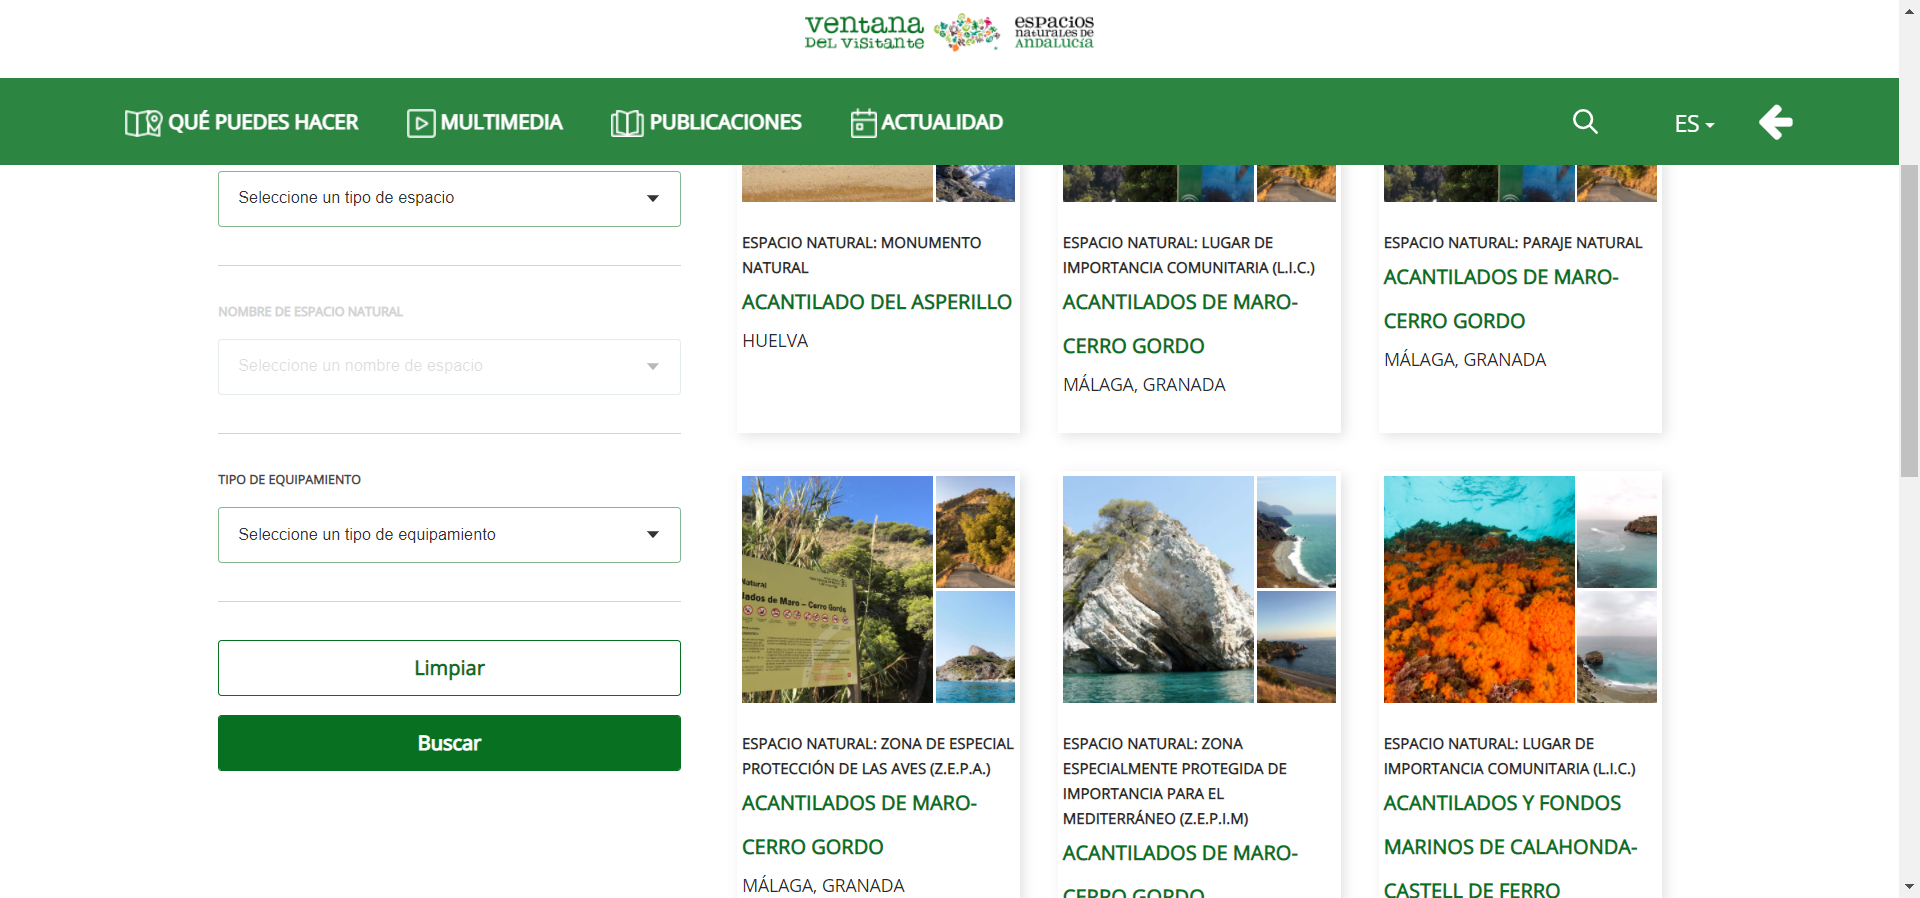 ventana
DEL VISITANTE
espacios
naturales de
ANDALUCÍA
QUÉ PUEDES HACER
MULTIMEDIA
PUBLICACIONES
ACTUALIDAD
ES
Seleccione un tipo de espacio
NOMBRE DE ESPACIO NATURAL
Seleccione un nombre de espacio
TIPO DE EQUIPAMIENTO
Seleccione un tipo de equipamiento
Limpiar
Buscar
ESPACIO NATURAL: MONUMENTO
NATURAL
ACANTILADO DEL ASPERILLO
HUELVA
ESPACIO NATURAL: LUGAR DE
IMPORTANCIA COMUNITARIA (L.I.C.)
ACANTILADOS DE MARO-
CERRO GORDO
MÁLAGA, GRANADA
ESPACIO NATURAL: PARAJE NATURAL
ACANTILADOS DE MARO-
CERRO GORDO
MÁLAGA, GRANADA
Natural
lados de Maro - Cerro Gordo
ESPACIO NATURAL: ZONA DE ESPECIAL
PROTECCIÓN DE LAS AVES (Z.E.P.A.)
ACANTILADOS DE MARO-
CERRO GORDO
MÁLAGA, GRANADA
ESPACIO NATURAL: ZONA
ESPECIALMENTE PROTEGIDA DE
IMPORTANCIA PARA EL
MEDITERRÁNEO (Z.E.P.I.M)
ACANTILADOS DE MARO-
CERRO GORDO
ESPACIO NATURAL: LUGAR DE
IMPORTANCIA COMUNITARIA (L.I.C.)
ACANTILADOS Y FONDOS
MARINOS DE CALAHONDA-
CASTELL DE FERRO